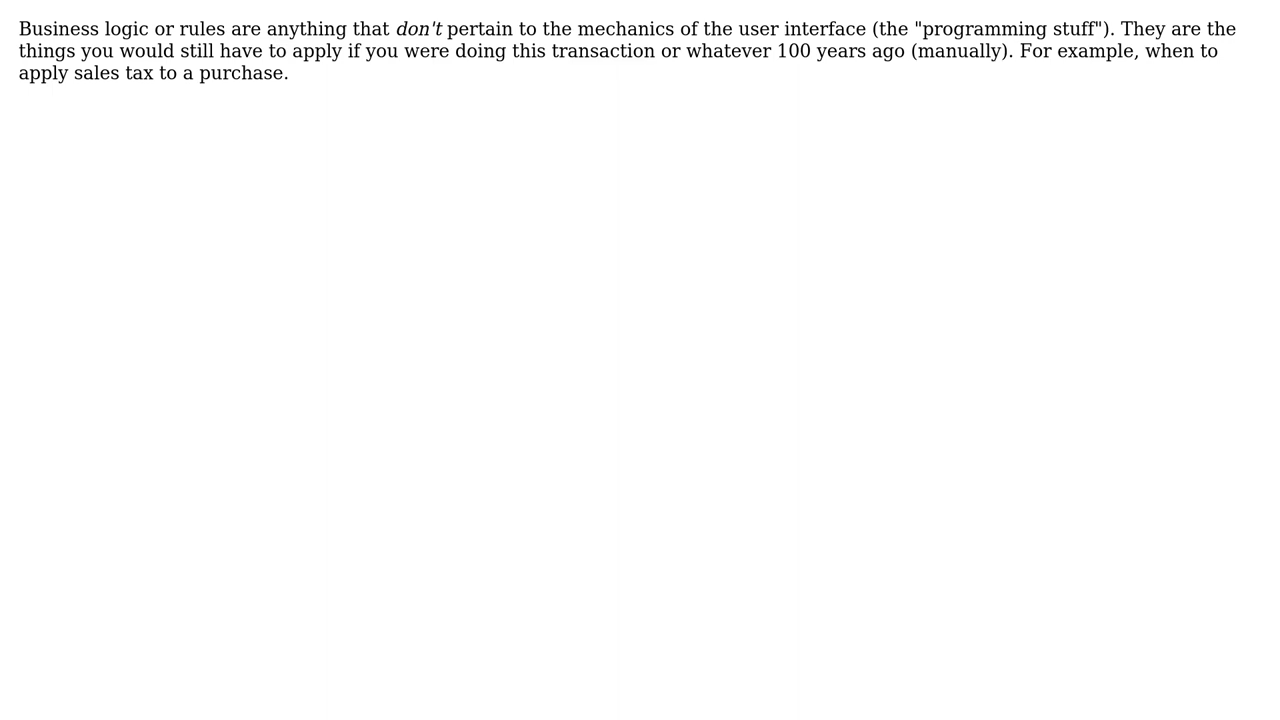 Business logic or rules are anything that don't pertain to the mechanics of the user interface (the "programming stuff"). They are the
things you would still have to apply if you were doing this transaction or whatever 100 years ago (manually). For example, when to
apply sales tax to a purchase.